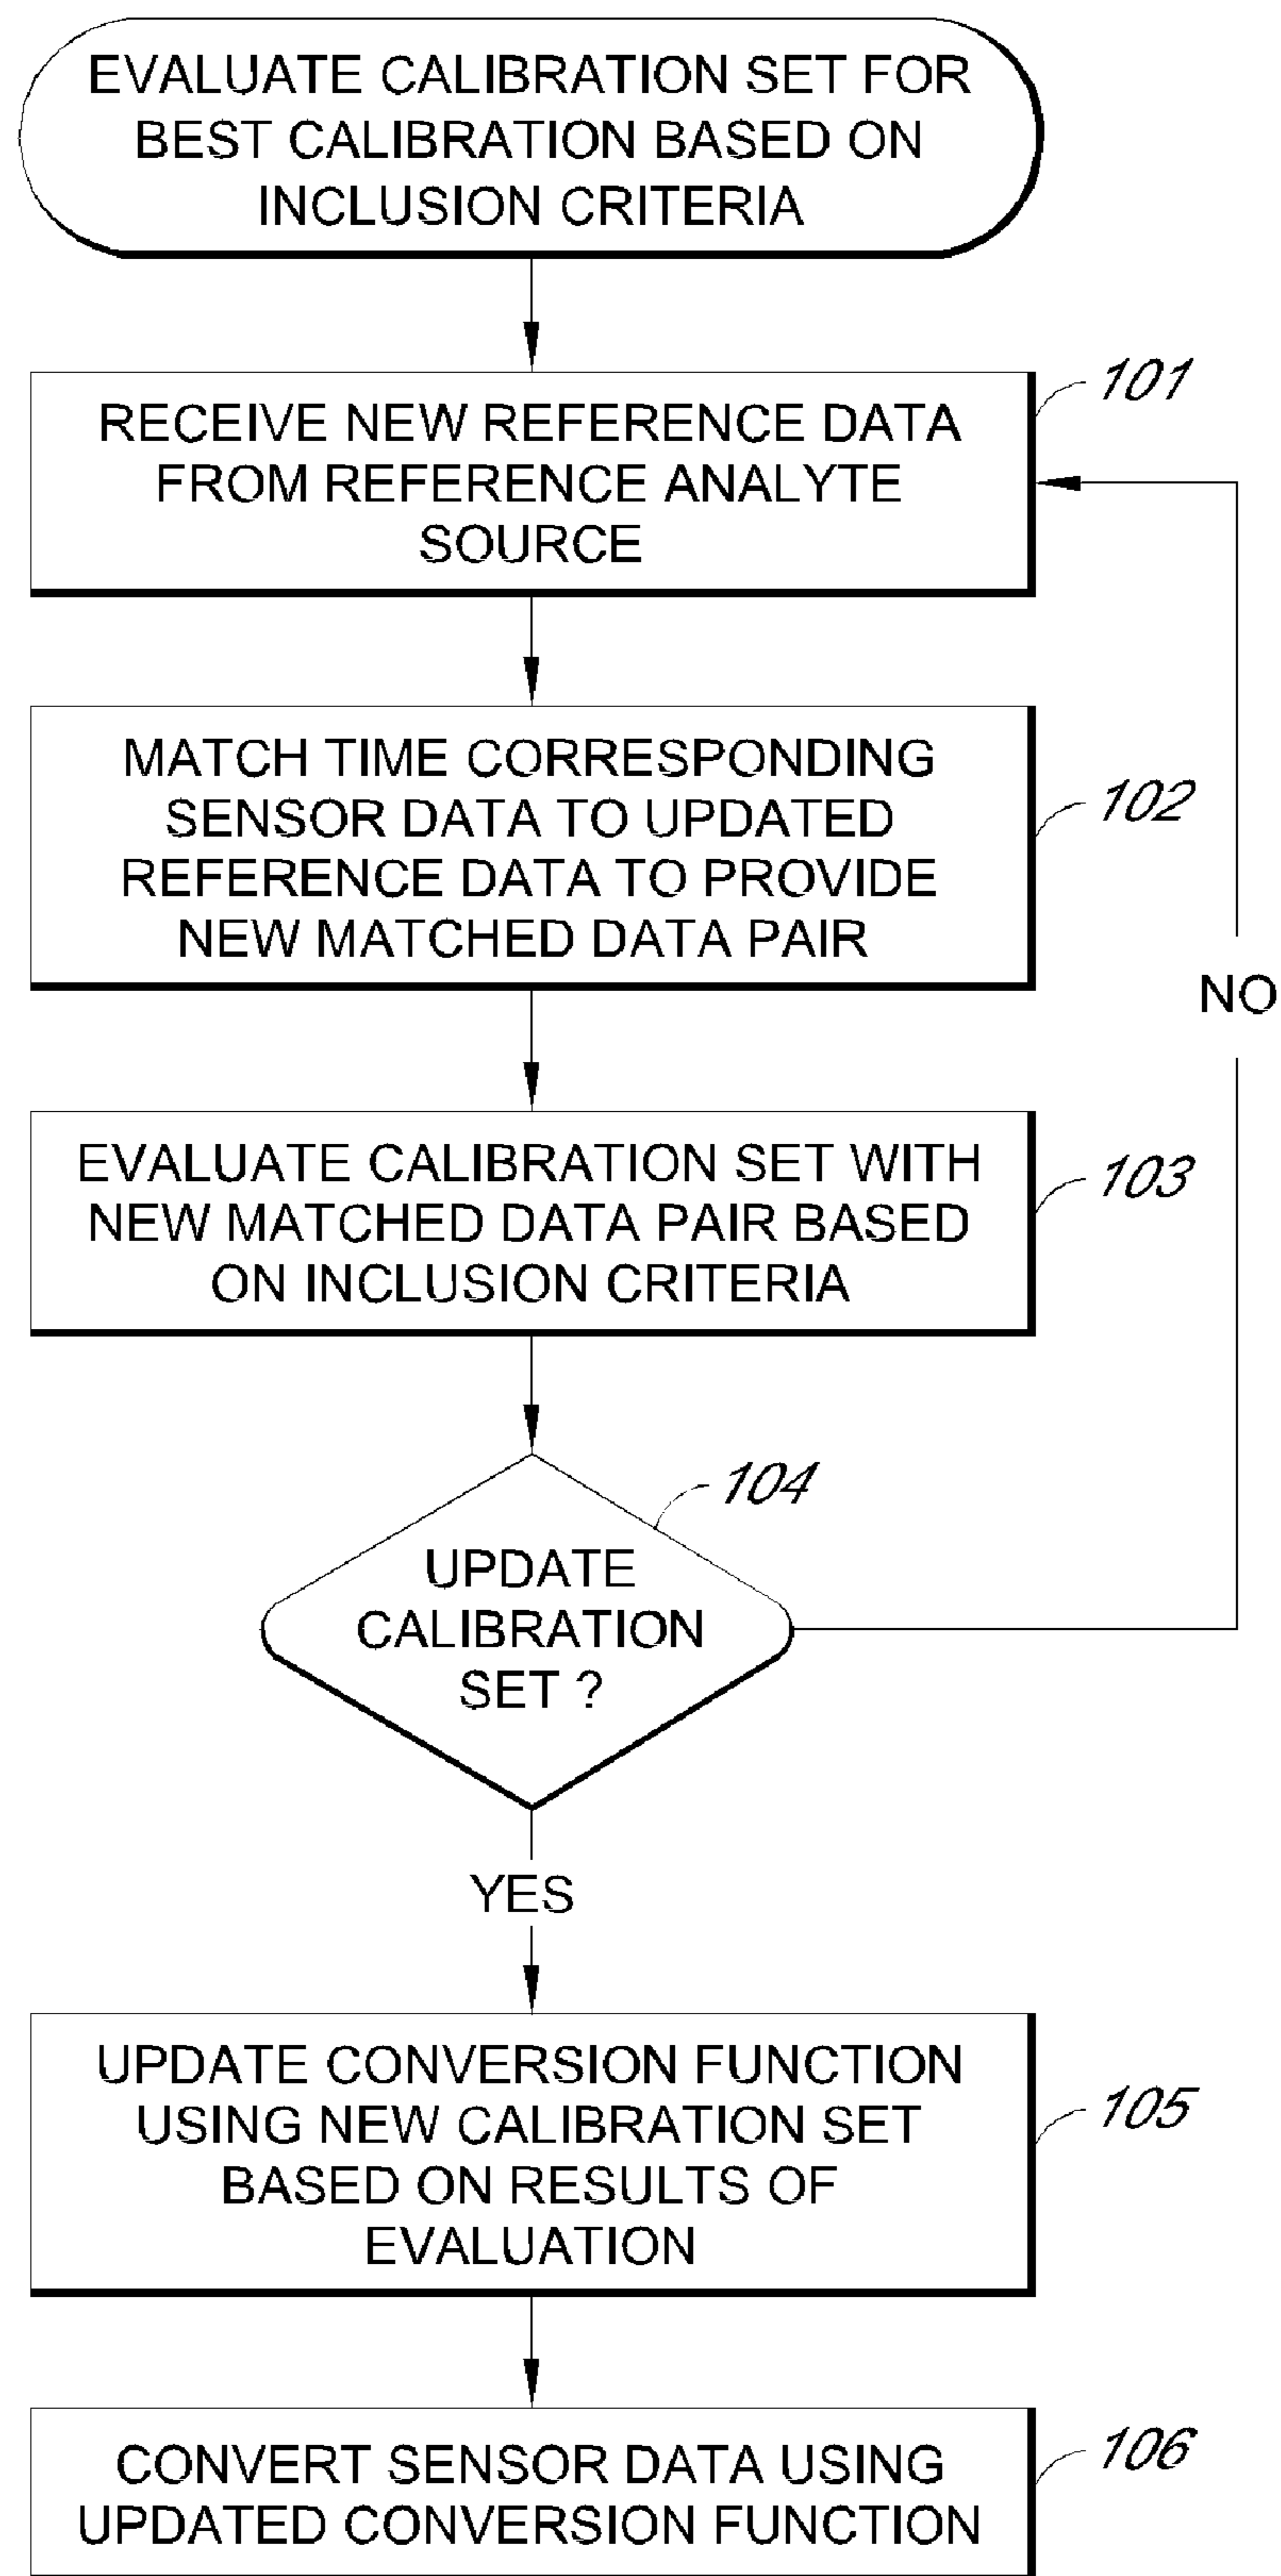 EVALUATE CALIBRATION SET FOR
BEST CALIBRATION BASED ON
INCLUSION CRITERIA
101
RECEIVE NEW REFERENCE DATA
FROM REFERENCE ANALYTE
SOURCE
MATCH TIME CORRESPONDING
SENSOR DATA TO UPDATED
REFERENCE DATA TO PROVIDE
NEW MATCHED DATA PAIR
102
NO
EVALUATE CALIBRATION SET WITH
NEW MATCHED DATA PAIR BASED
ON INCLUSION CRITERIA
103
104
UPDATE
CALIBRATION
SET ?
YES
UPDATE CONVERSION FUNCTION
USING NEW CALIBRATION SET
BASED ON RESULTS OF
EVALUATION
105
CONVERT SENSOR DATA USING
UPDATED CONVERSION FUNCTION
106